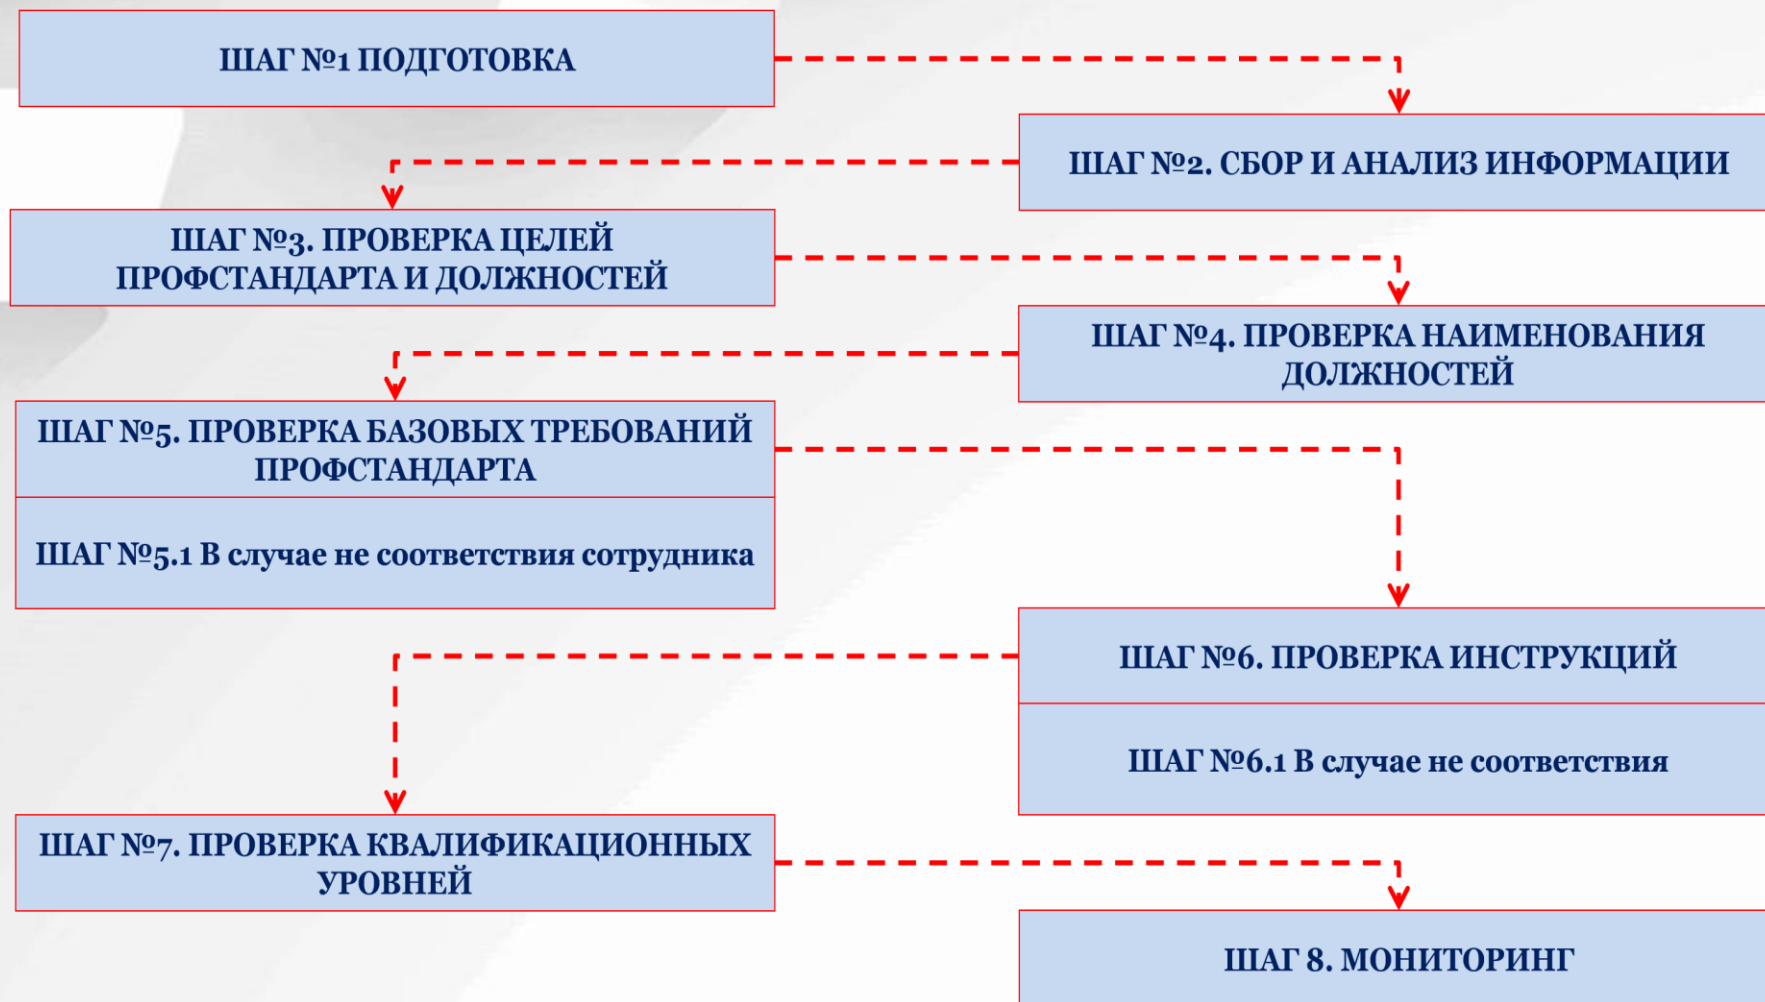 ШАГ №1 ПОДГОТОВКА
ШАГ №2. СБОР И АНАЛИЗ ИНФОРМАЦИИ
ШАГ №3. ПРОВЕРКА ЦЕЛЕЙ
ПРОФСТАНДАРТА И ДОЛЖНОСТЕЙ
ШАГ №4. ПРОВЕРКА НАИМЕНОВАНИЯ
ДОЛЖНОСТЕЙ
ШАГ №5. ПРОВЕРКА БАЗОВЫХ ТРЕБОВАНИЙ
ПРОФСТАНДАРТА
ШАГ №5.1 В случае не соответствия сотрудника
ШАГ №6. ПРОВЕРКА ИНСТРУКЦИЙ
ШАГ №6.1 В случае не соответствия
ШАГ №7. ПРОВЕРКА КВАЛИФИКАЦИОННЫХ
УРОВНЕЙ
ШАГ 8. МОНИТОРИНГ